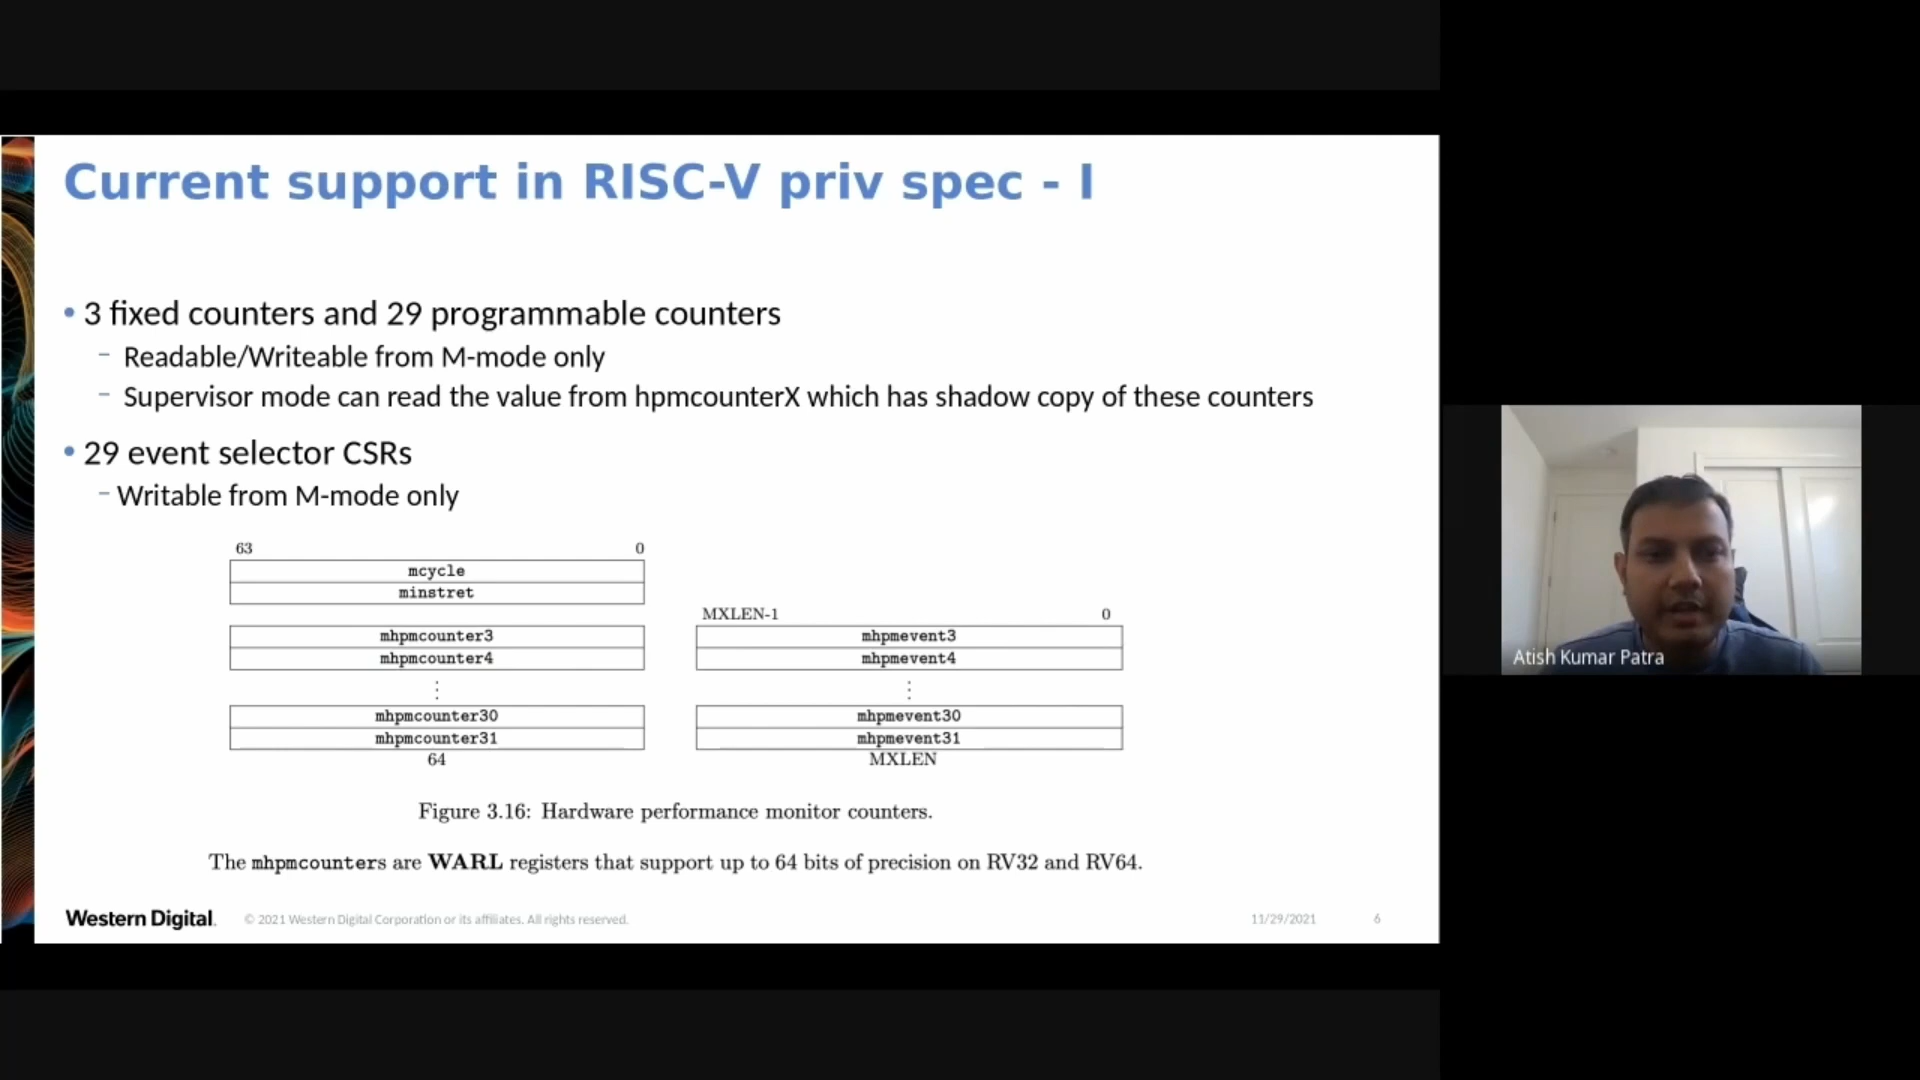 Current support in RISC-V priv spec - I
• 3 fixed counters and 29 programmable counters
– Readable/Writeable from M-mode only
– Supervisor mode can read the value from hpmcounterX which has shadow copy of these counters
• 29 event selector CSRs
– Writable from M-mode only
63 0
mcycle
minstret
mhpmcounter3
mhpmcounter4
⋮
mhpmcounter30
mhpmcounter31
64
MXLEN-1 0
mhpmevent3
mhpmevent4
⋮
mhpmevent30
mhpmevent31
MXLEN
Figure 3.16: Hardware performance monitor counters.
The mhpmcounters are WARL registers that support up to 64 bits of precision on RV32 and RV64.
Western Digital. © 2021 Western Digital Corporation or its affiliates. All rights reserved. 11/29/2021 6
Atish Kumar Patra